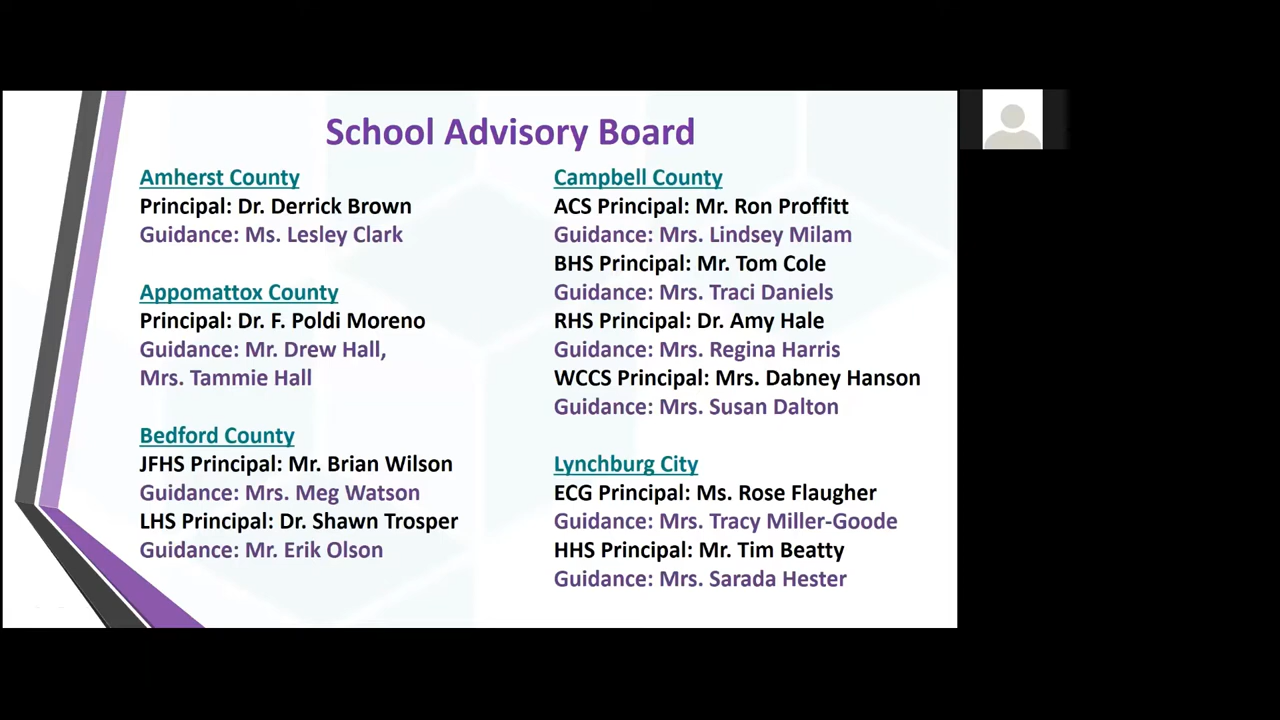 School Advisory Board
Amherst County
Principal: Dr. Derrick Brown
Guidance: Ms. Lesley Clark
Appomattox County
Principal: Dr. F. Poldi Moreno
Guidance: Mr. Drew Hall,
Mrs. Tammie Hall
Bedford County
JFHS Principal: Mr. Brian Wilson
Guidance: Mrs. Meg Watson
LHS Principal: Dr. Shawn Trosper
Guidance: Mr. Erik Olson
Campbell County
ACS Principal: Mr. Ron Proffitt
Guidance: Mrs. Lindsey Milam
BHS Principal: Mr. Tom Cole
Guidance: Mrs. Traci Daniels
RHS Principal: Dr. Amy Hale
Guidance: Mrs. Regina Harris
WCCS Principal: Mrs. Dabney Hanson
Guidance: Mrs. Susan Dalton
Lynchburg City
ECG Principal: Ms. Rose Flaugher
Guidance: Mrs. Tracy Miller-Goode
HHS Principal: Mr. Tim Beatty
Guidance: Mrs. Sarada Hester